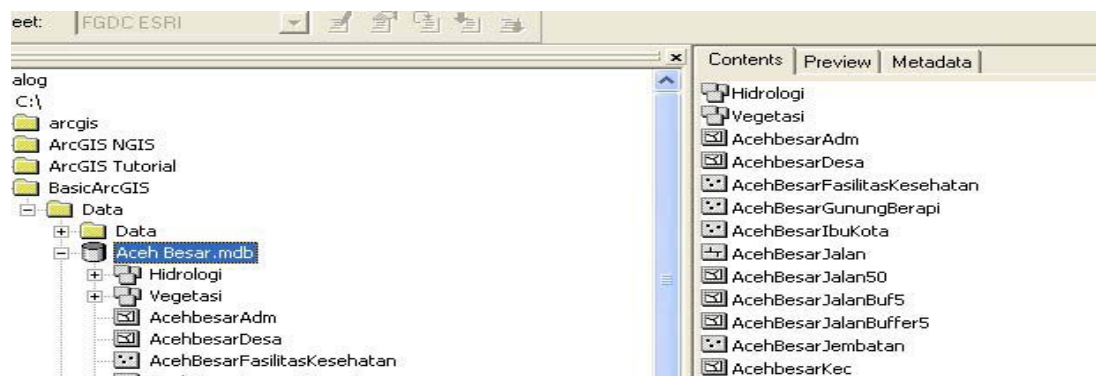 eet: FGDC ESRI
alog
C:\
arcgis
ArcGIS NGIS
ArcGIS Tutorial
BasicArcGIS
Data
Data
Aceh Besar.mdb
Hidrologi
Vegetasi
AcehbesarAdm
AcehbesarDesa
AcehBesarFasilitasKesehatan
Contents Preview Metadata
Hidrologi
Vegetasi
AcehbesarAdm
AcehbesarDesa
AcehBesarFasilitasKesehatan
AcehBesarGunungBerapi
AcehBesarIbuKota
AcehBesarJalan
AcehBesarJalan50
AcehBesarJalanBuf5
AcehBesarJalanBuffer5
AcehBesarJembatan
AcehbesarKec